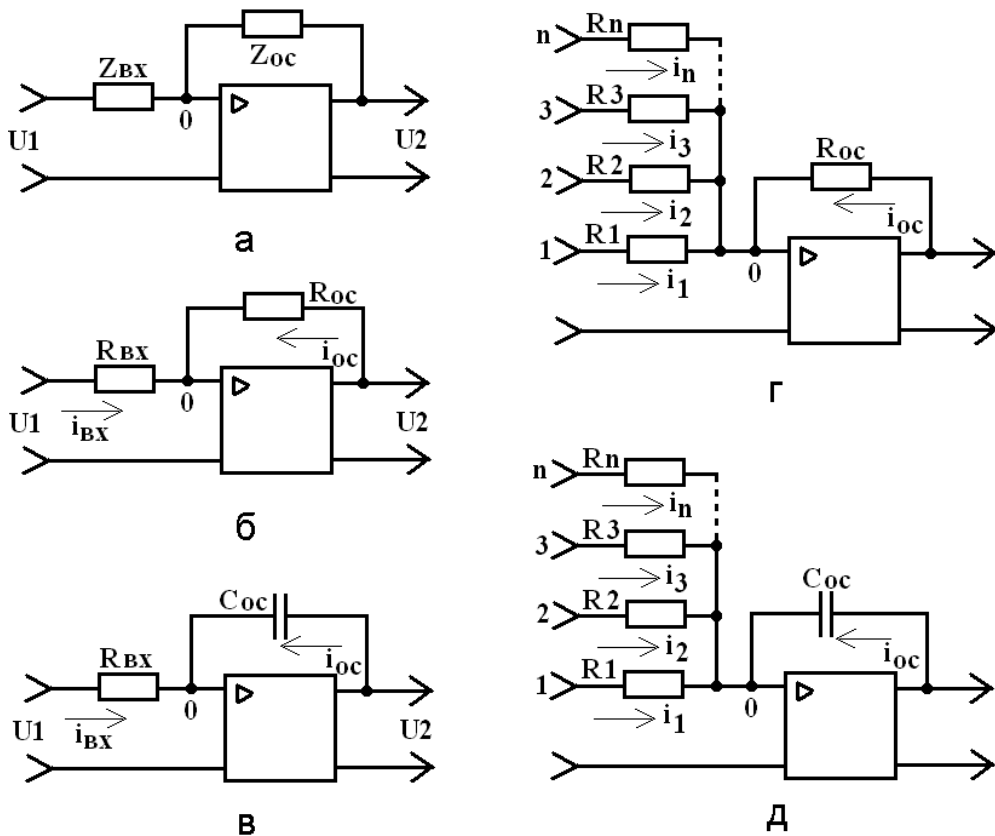 Zвх
Zос
0
U1
U2
а
Rвх
Rос
iос
0
U1
iвх
U2
б
Rвх
Cос
iос
0
U1
iвх
U2
в
n
Rn
in
3
R3
i3
2
R2
i2
1
R1
i1
Rос
iос
0
г
n
Rn
in
3
R3
i3
2
R2
i2
1
R1
i1
Cос
iос
0
д